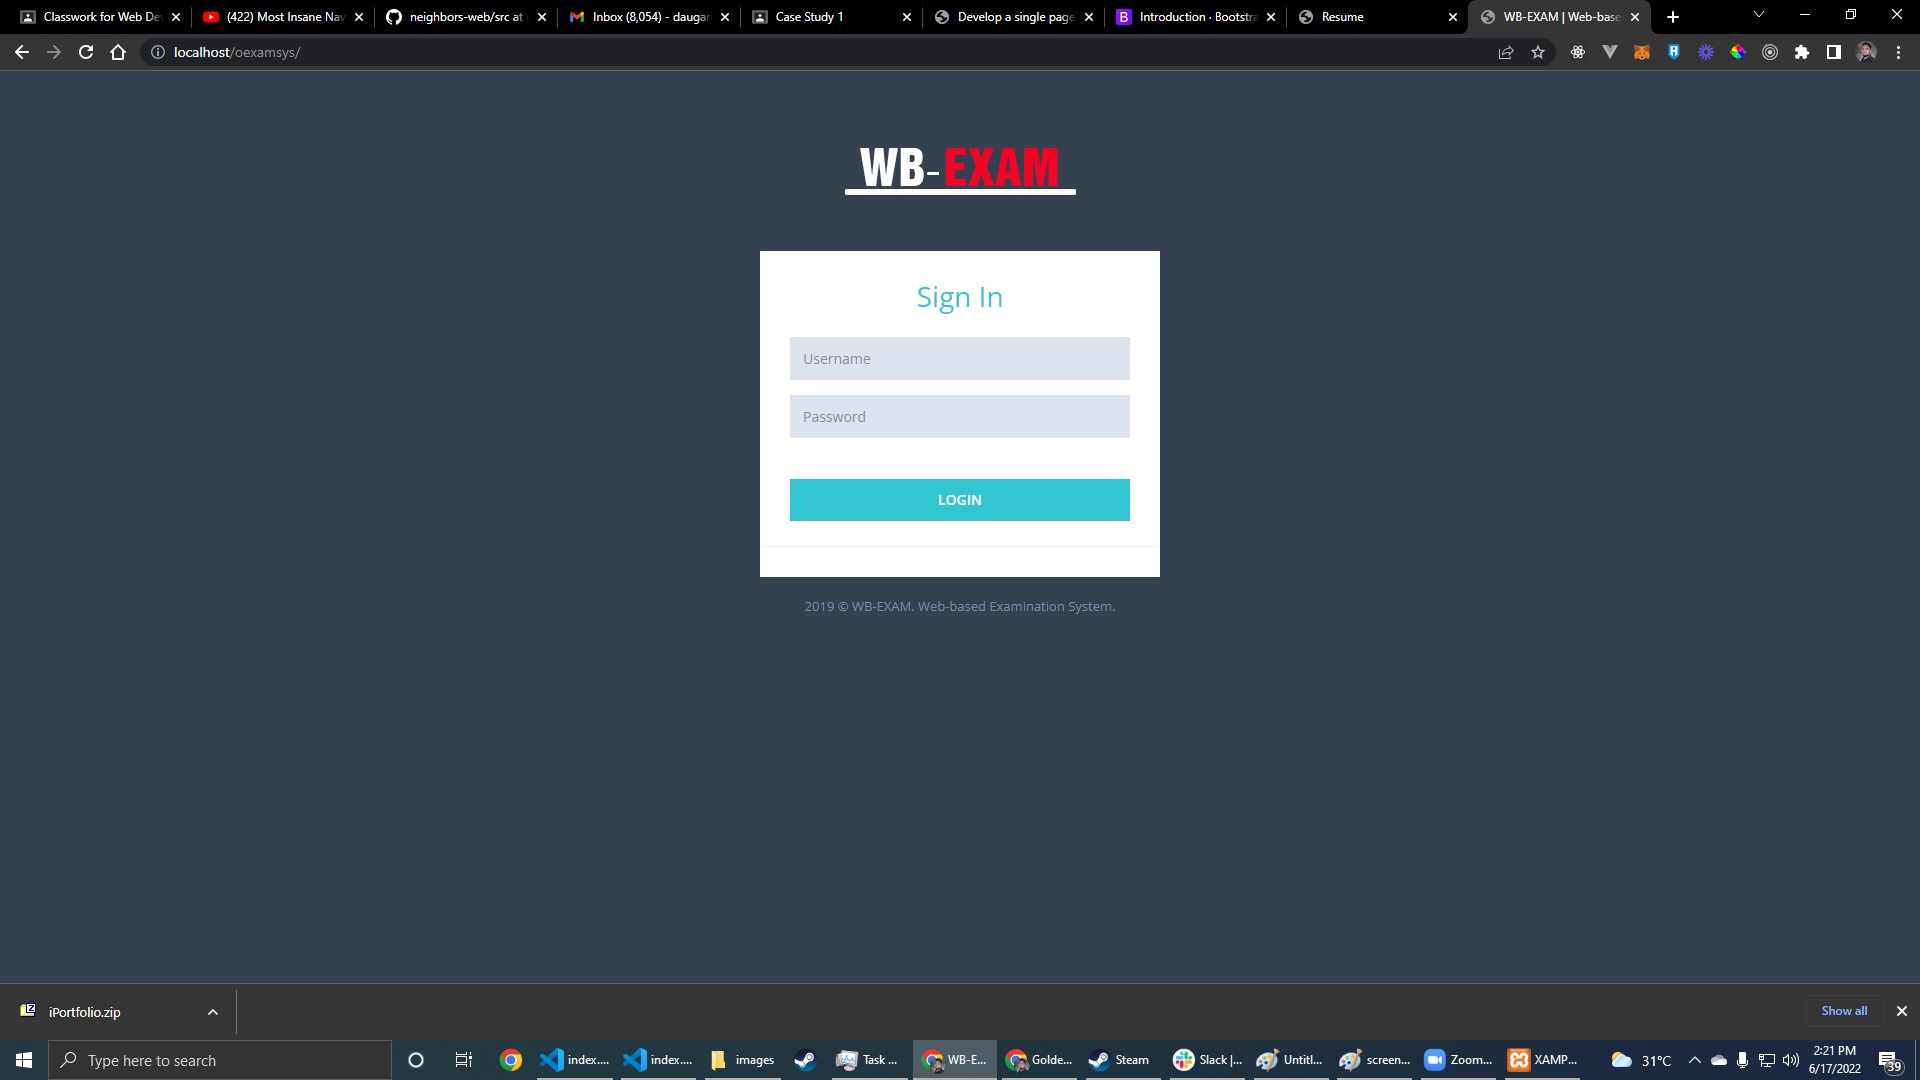 Classwork for Web De
(422) Most Insane Nav
neighbors-web/src at
Inbox (8,054) - daugan
Case Study 1
Develop a single page
Introduction · Bootstra
Resume
WB-EXAM | Web-base
localhost/oexamsys/
WB-EXAM
Sign In
Username
Password
LOGIN
2019 © WB-EXAM. Web-based Examination System.
iPortfolio.zip
Show all
Type here to search
index....
index....
images
Task ...
WB-E...
Golde...
Steam
Slack |...
Untitl...
screen...
Zoom...
XAMP...
31°C
2:21 PM
6/17/2022
39